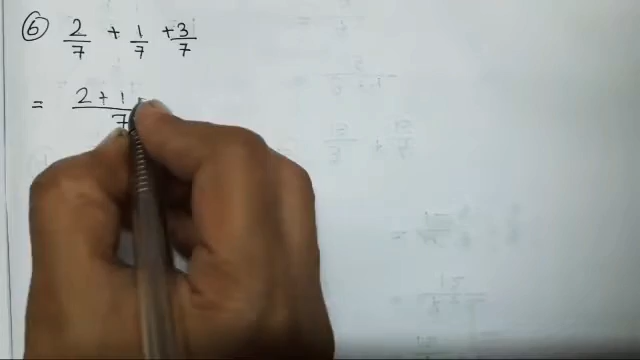 ⑥ 2/7 + 1/7 + 3/7
= 2+1 /7